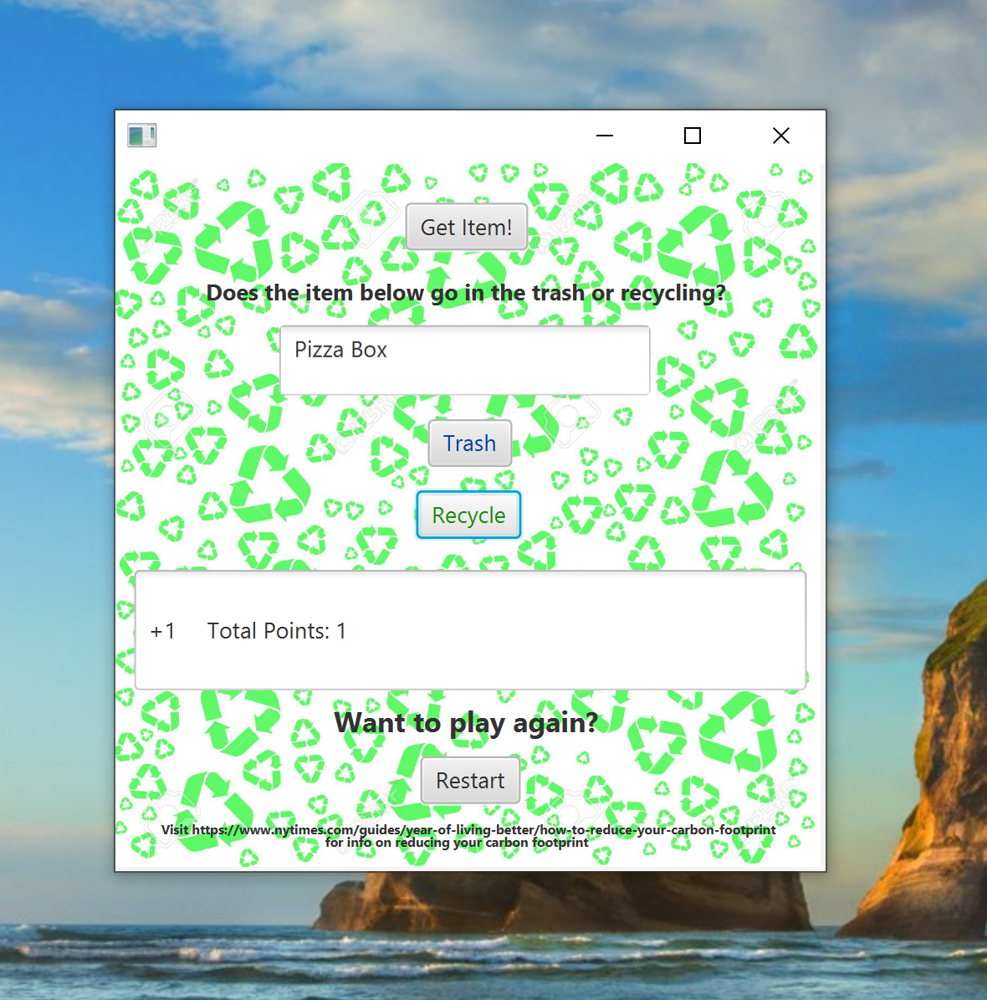 Get Item!
Does the item below go in the trash or recycling?
Pizza Box
Trash
Recycle
+1 Total Points: 1
Want to play again?
Restart
Visit https://www.nytimes.com/guides/year-of-living-better/how-to-reduce-your-carbon-footprint
for info on reducing your carbon footprint